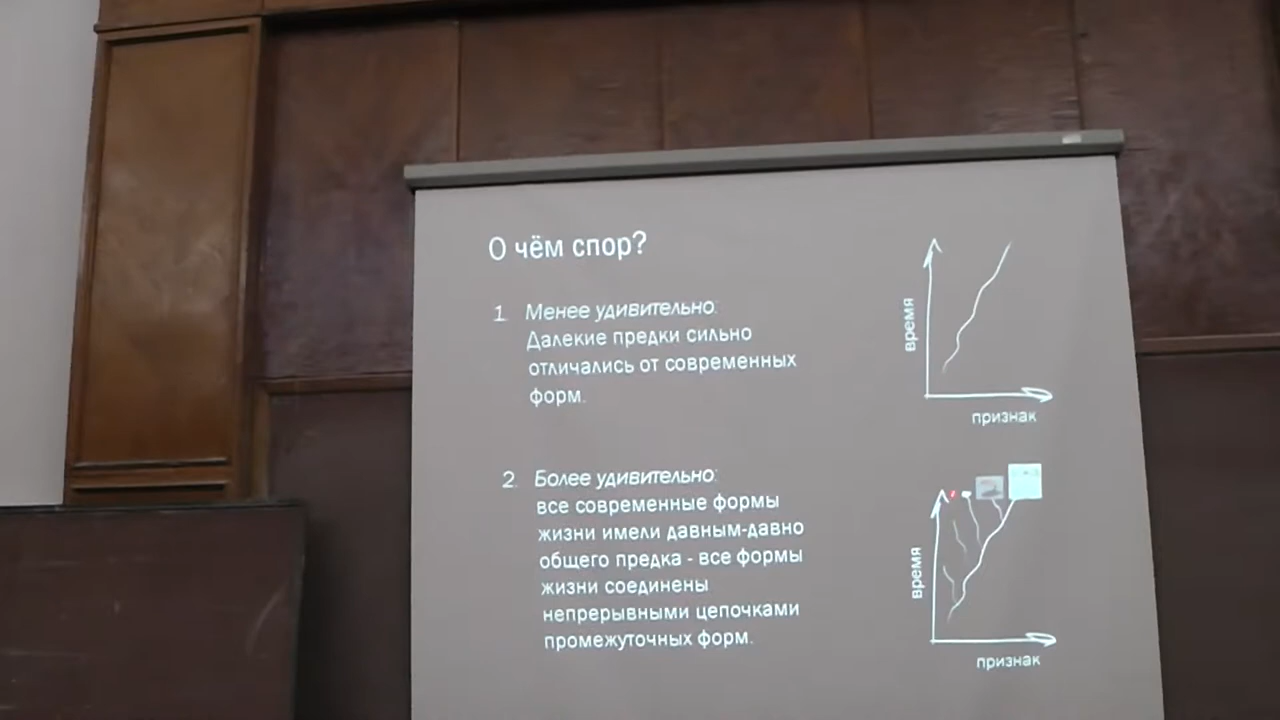 О чём спор?
1. Менее удивительно:
Далекие предки сильно
отличались от современных
форм.
время
признак
2. Более удивительно:
все современные формы
жизни имели давным-давно
общего предка - все формы
жизни соединены
непрерывными цепочками
промежуточных форм.
время
признак